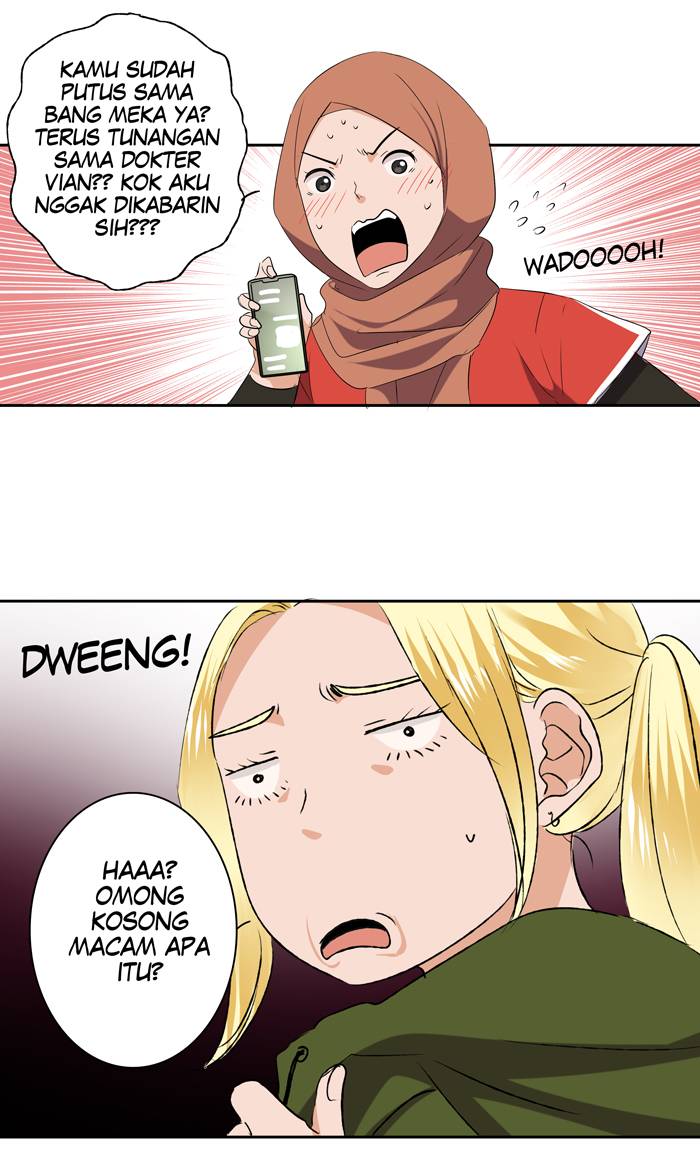 KAMU SUDAH
PUTUS SAMA
BANG MEKA YA?
TERUS TUNANGAN
SAMA DOKTER
VIAN?? KOK AKU
NGGAK DIKABARIN
SIH???
WADOOOOH!
DWEENG!
HAAA?
OMONG
KOSONG
MACAM APA
ITU?